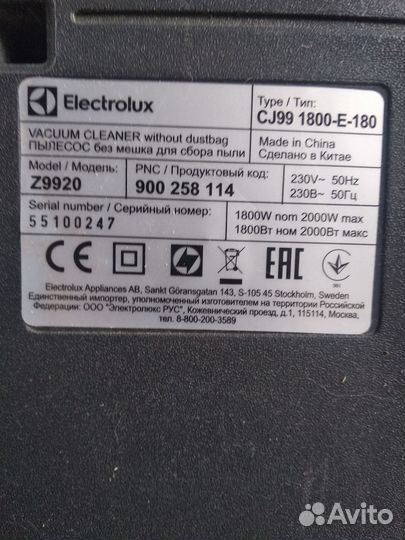 Electrolux
Type / Тип:
CJ99 1800-E-180
VACUUM CLEANER without dustbag
ПЫЛЕСОС без мешка для сбора пыли
Made in China
Сделано в Китае
Model / Модель:
Z9920
PNC / Продуктовый код:
900 258 114
230V~ 50Hz
230В~ 50Гц
Serial number / Серийный номер:
55100247
1800W nom 2000W max
1800Вт ном 2000Вт макс
CE
EAC
Electrolux Appliances AB, Sankt Göransgatan 143, S-105 45 Stockholm, Sweden
Единственный импортер, уполномоченный изготовителем на территории Российской
Федерации: ООО "Электролюкс РУС", Кожевнический проезд, д.1, 115114, Москва,
тел. 8-800-200-3589
Avito